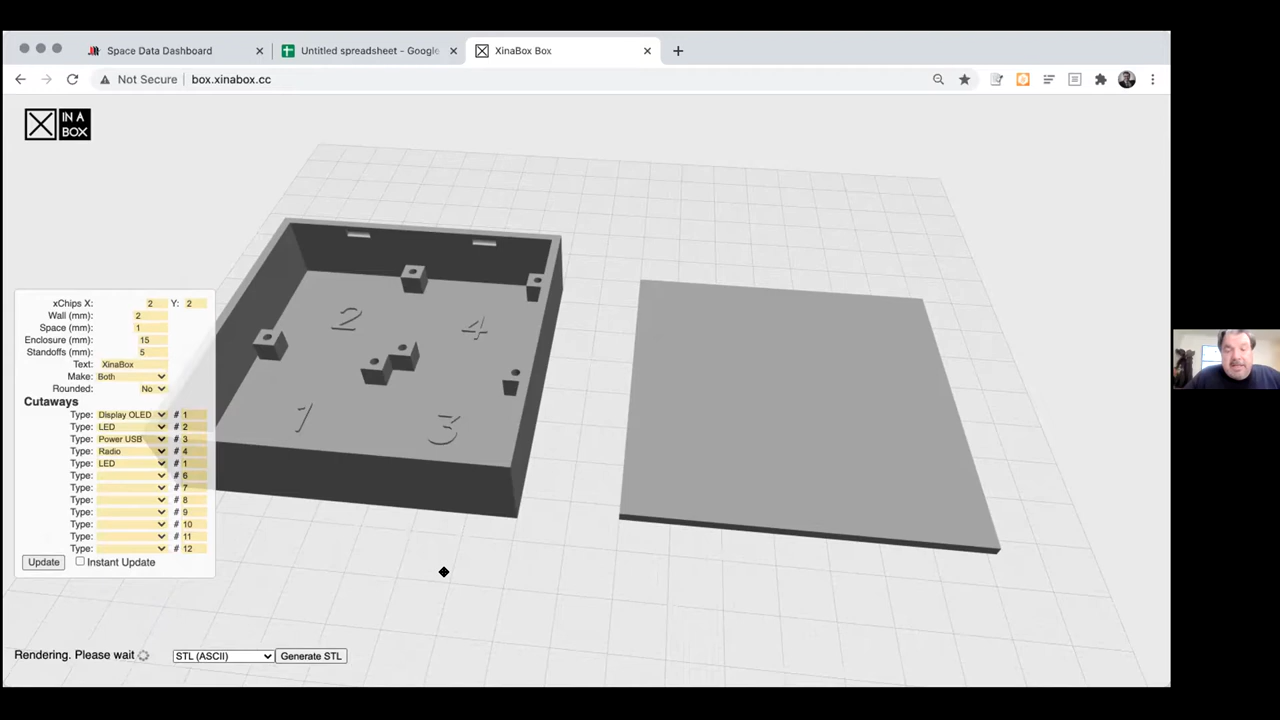 Space Data Dashboard
Untitled spreadsheet - Google
XinaBox Box
Not Secure
box.xinabox.cc
IN A
BOX
xChips X: 2 Y: 2
Wall (mm): 2
Space (mm): 1
Enclosure (mm): 15
Standoffs (mm): 5
Text: XinaBox
Make: Both
Rounded: No
Cutaways
Type: Display OLED # 1
Type: LED # 2
Type: Power USB # 3
Type: Radio # 4
Type: LED # 1
Type: # 6
Type: # 7
Type: # 8
Type: # 9
Type: # 10
Type: # 11
Type: # 12
Update Instant Update
2 4
1 3
Rendering. Please wait
STL (ASCII)
Generate STL